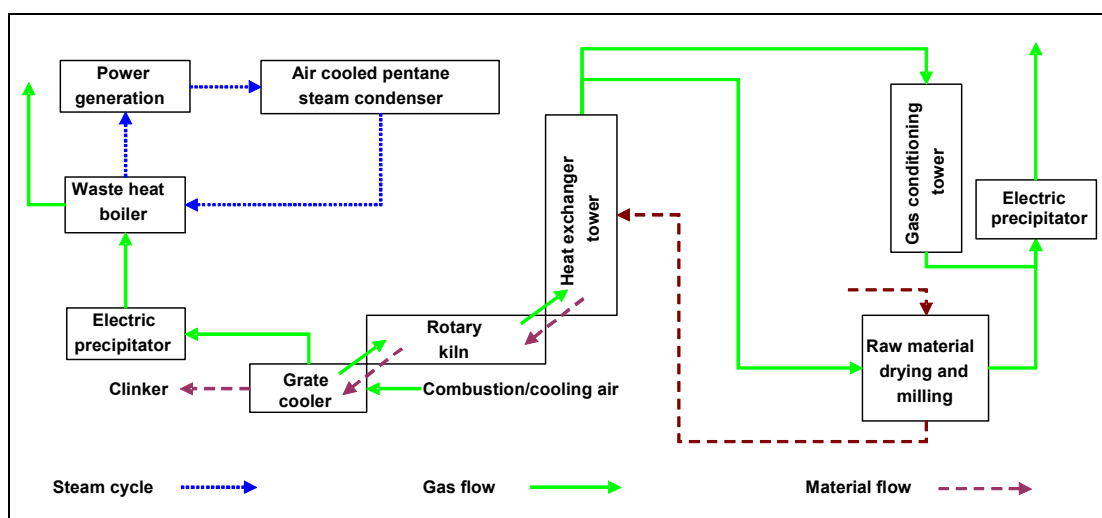 Power
generation
Air cooled pentane
steam condenser
Waste heat
boiler
Electric
precipitator
Clinker
Grate
cooler
Rotary
kiln
Combustion/cooling air
Heat exchanger
tower
Gas conditioning
tower
Electric
precipitator
Raw material
drying and
milling
Steam cycle
Gas flow
Material flow